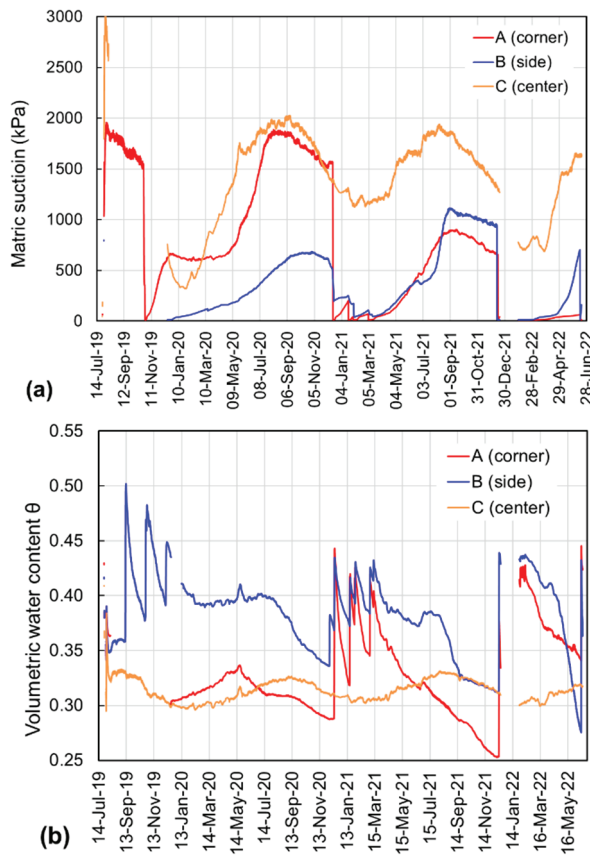 3000
2500
2000
1500
1000
500
0
Matric suctioin (kPa)
A (corner)
B (side)
C (center)
14-Jul-19
12-Sep-19
11-Nov-19
10-Jan-20
10-Mar-20
09-May-20
08-Jul-20
06-Sep-20
05-Nov-20
04-Jan-21
05-Mar-21
04-May-21
03-Jul-21
01-Sep-21
31-Oct-21
30-Dec-21
28-Feb-22
29-Apr-22
28-Jun-22
(a)
0.55
0.50
0.45
0.40
0.35
0.30
0.25
Volumetric water content θ
A (corner)
B (side)
C (center)
14-Jul-19
13-Sep-19
13-Nov-19
13-Jan-20
14-Mar-20
14-May-20
14-Jul-20
13-Sep-20
13-Nov-20
13-Jan-21
15-Mar-21
15-May-21
15-Jul-21
14-Sep-21
14-Nov-21
14-Jan-22
16-Mar-22
16-May-22
(b)